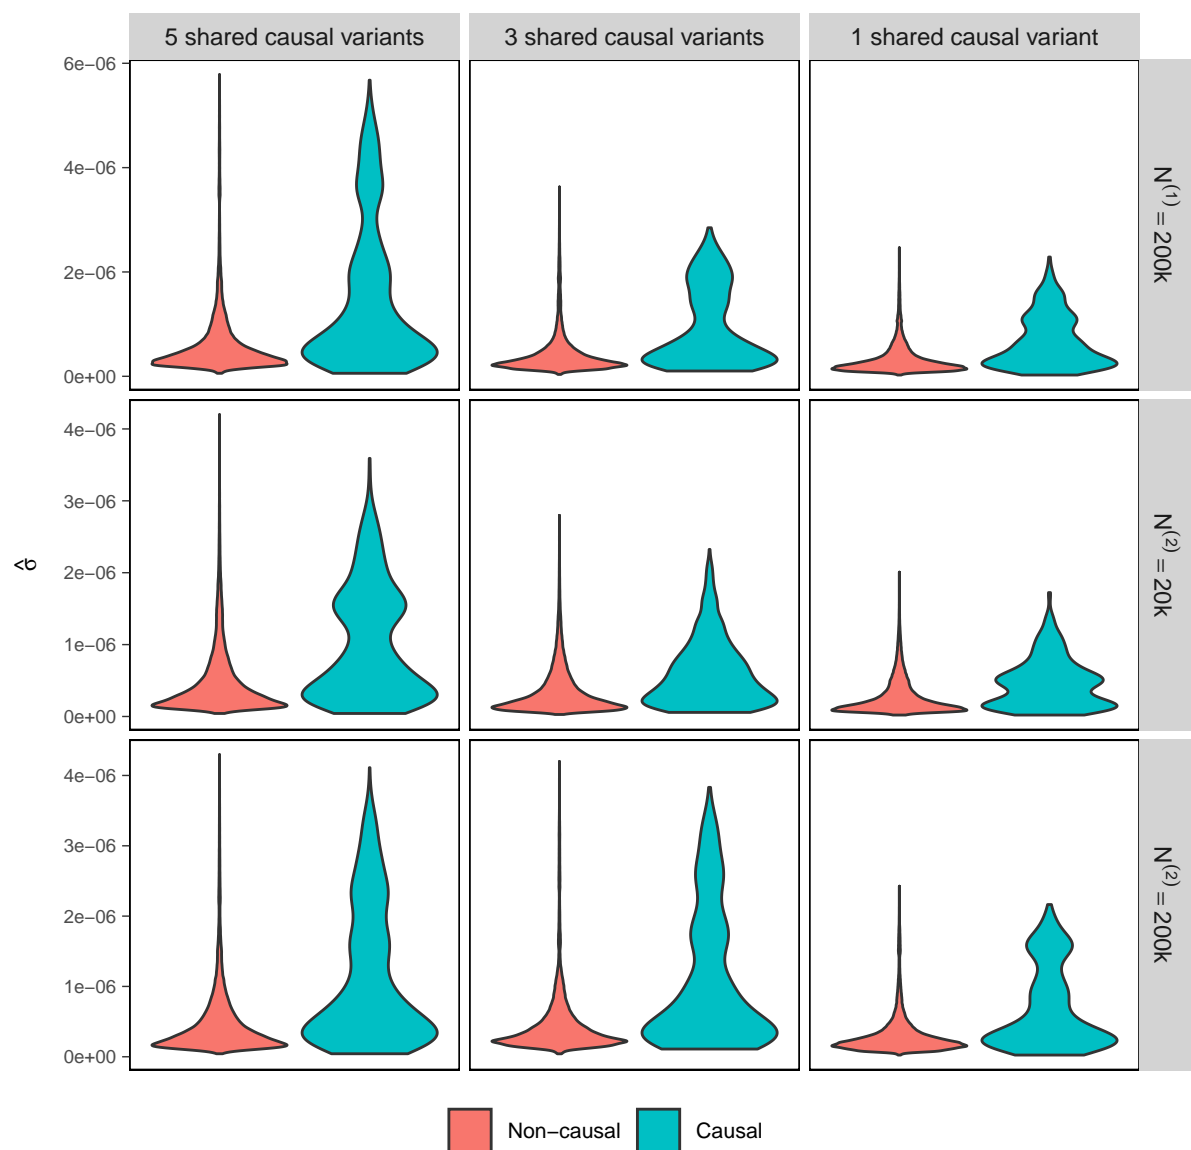 5 shared causal variants
3 shared causal variants
1 shared causal variant
6e−06
4e−06
2e−06
0e+00
N⁽¹⁾ = 200k
4e−06
3e−06
2e−06
1e−06
0e+00
N⁽²⁾ = 20k
σ̂
4e−06
3e−06
2e−06
1e−06
0e+00
N⁽²⁾ = 200k
Non−causal
Causal